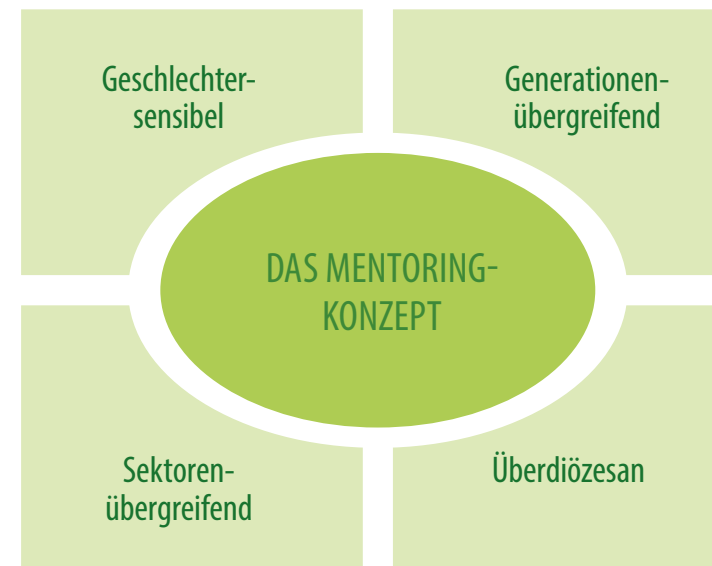 Geschlechter-
sensibel
Generationen-
übergreifend
DAS MENTORING-
KONZEPT
Sektoren-
übergreifend
Überdiözesan